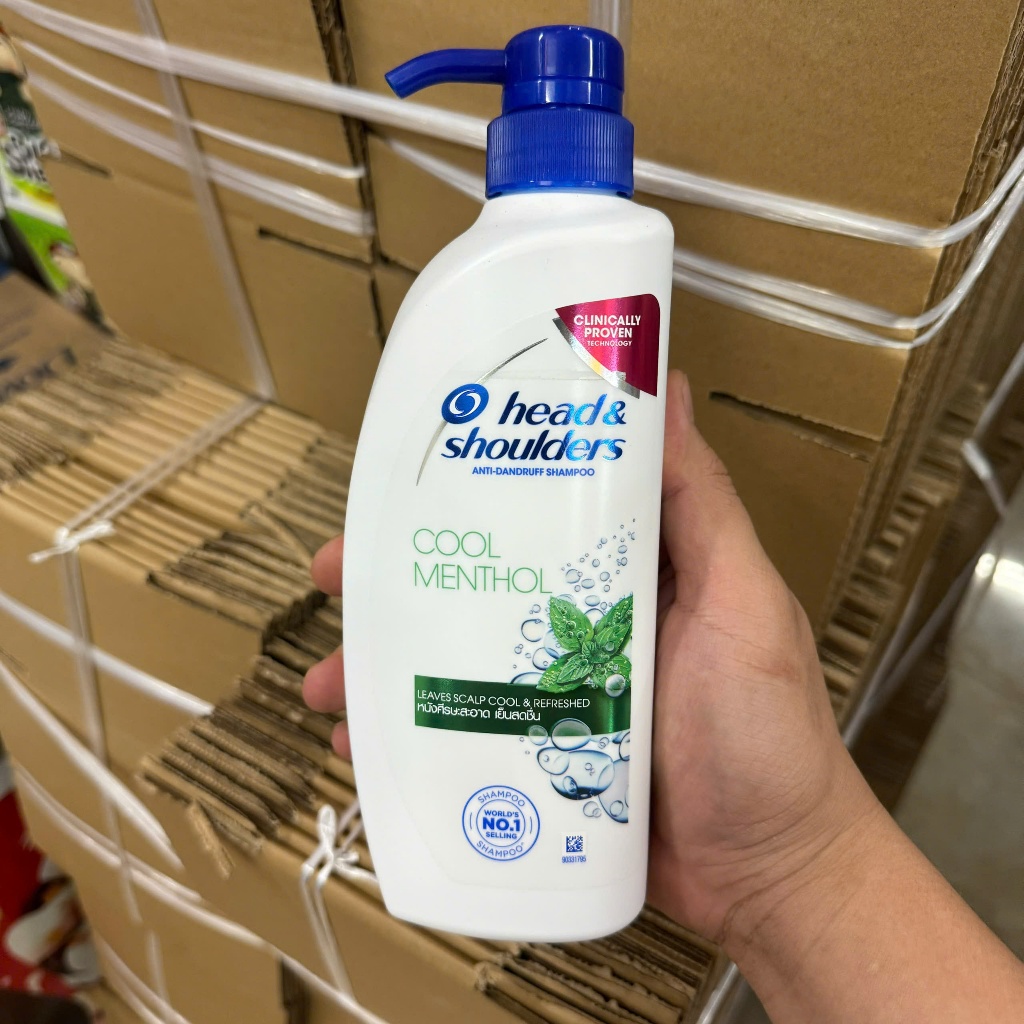 CLINICALLY
PROVEN
TECHNOLOGY
head &
shoulders
ANTI-DANDRUFF SHAMPOO
COOL
MENTHOL
LEAVES SCALP COOL & REFRESHED
หนังศีรษะสะอาด เย็นสดชื่น
SHAMPOO
WORLD'S
NO.1
SELLING
SHAMPOO*
90331795